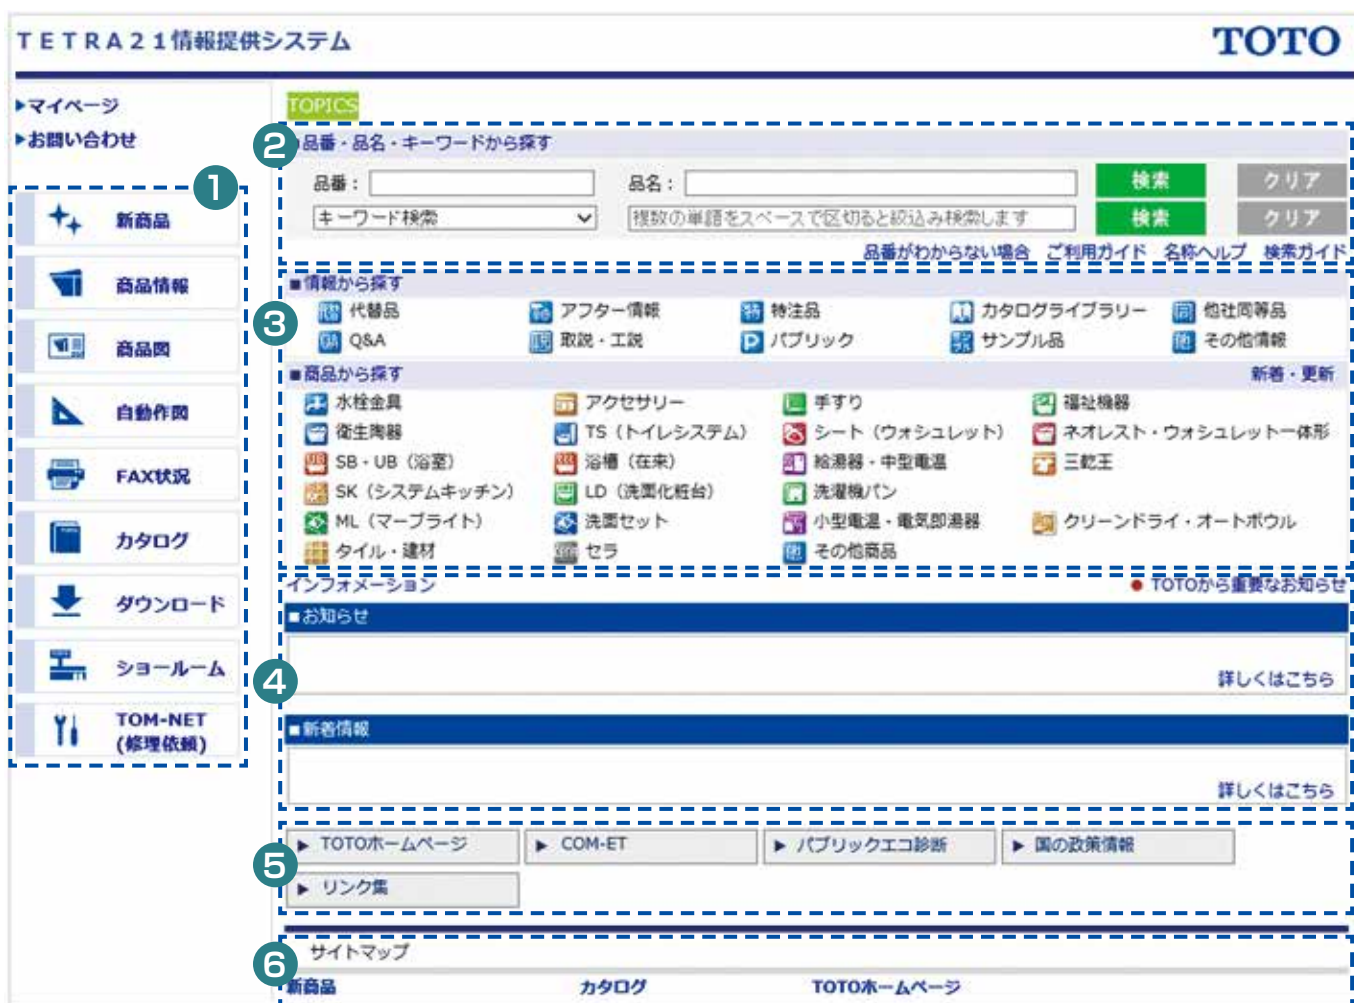 TETRA21情報提供システム
TOTO
マイページ
お問い合わせ
1
新商品
商品情報
商品図
自動作図
FAX状況
カタログ
ダウンロード
ショールーム
TOM-NET
(修理依頼)
TOPICS
2
品番・品名・キーワードから探す
品番： 品名： 検索 クリア
キーワード検索 複数の単語をスペースで区切ると絞込み検索します 検索 クリア
品番がわからない場合 ご利用ガイド 名称ヘルプ 検索ガイド
3
■情報から探す
代替品 アフター情報 特注品 カタログライブラリー 他社同等品
Q&A 取説・工説 パブリック サンプル品 その他情報
■商品から探す 新着・更新
水栓金具 アクセサリー 手すり 福祉機器
衛生陶器 TS（トイレシステム） シート（ウォシュレット） ネオレスト・ウォシュレット一体形
SB・UB（浴室） 浴槽（在来） 給湯器・中型電温 三乾王
SK（システムキッチン） LD（洗面化粧台） 洗濯機パン
ML（マーブライト） 洗面セット 小型電温・電気即湯器 クリーンドライ・オートボウル
タイル・建材 セラ その他商品
インフォメーション ● TOTOから重要なお知らせ
■お知らせ
4
詳しくはこちら
■新着情報
詳しくはこちら
5
▶ TOTOホームページ ▶ COM-ET ▶ パブリックエコ診断 ▶ 国の政策情報
▶ リンク集
6
サイトマップ
新商品 カタログ TOTOホームページ